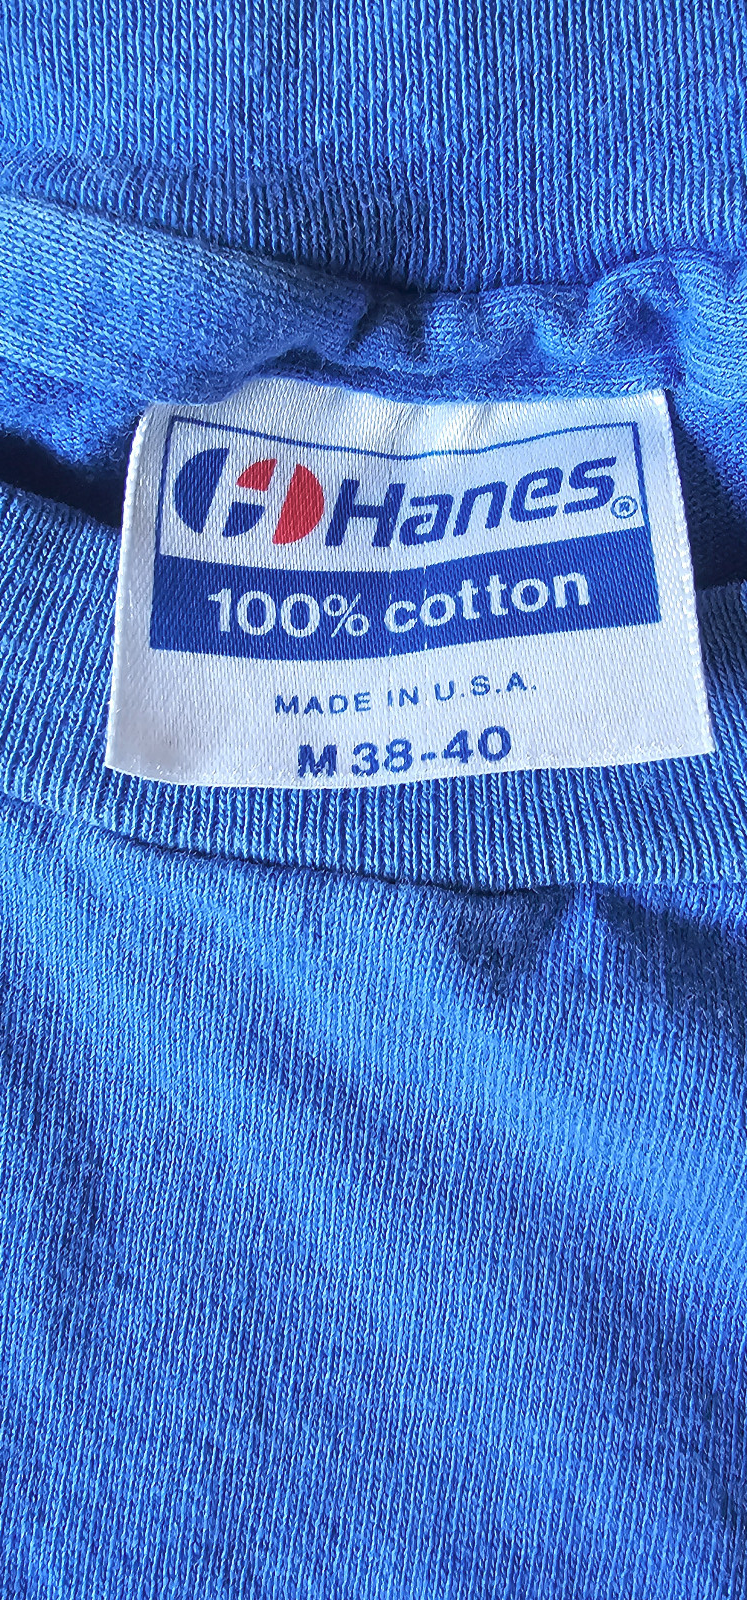 Hanes®
100% cotton
MADE IN U.S.A.
M 38-40